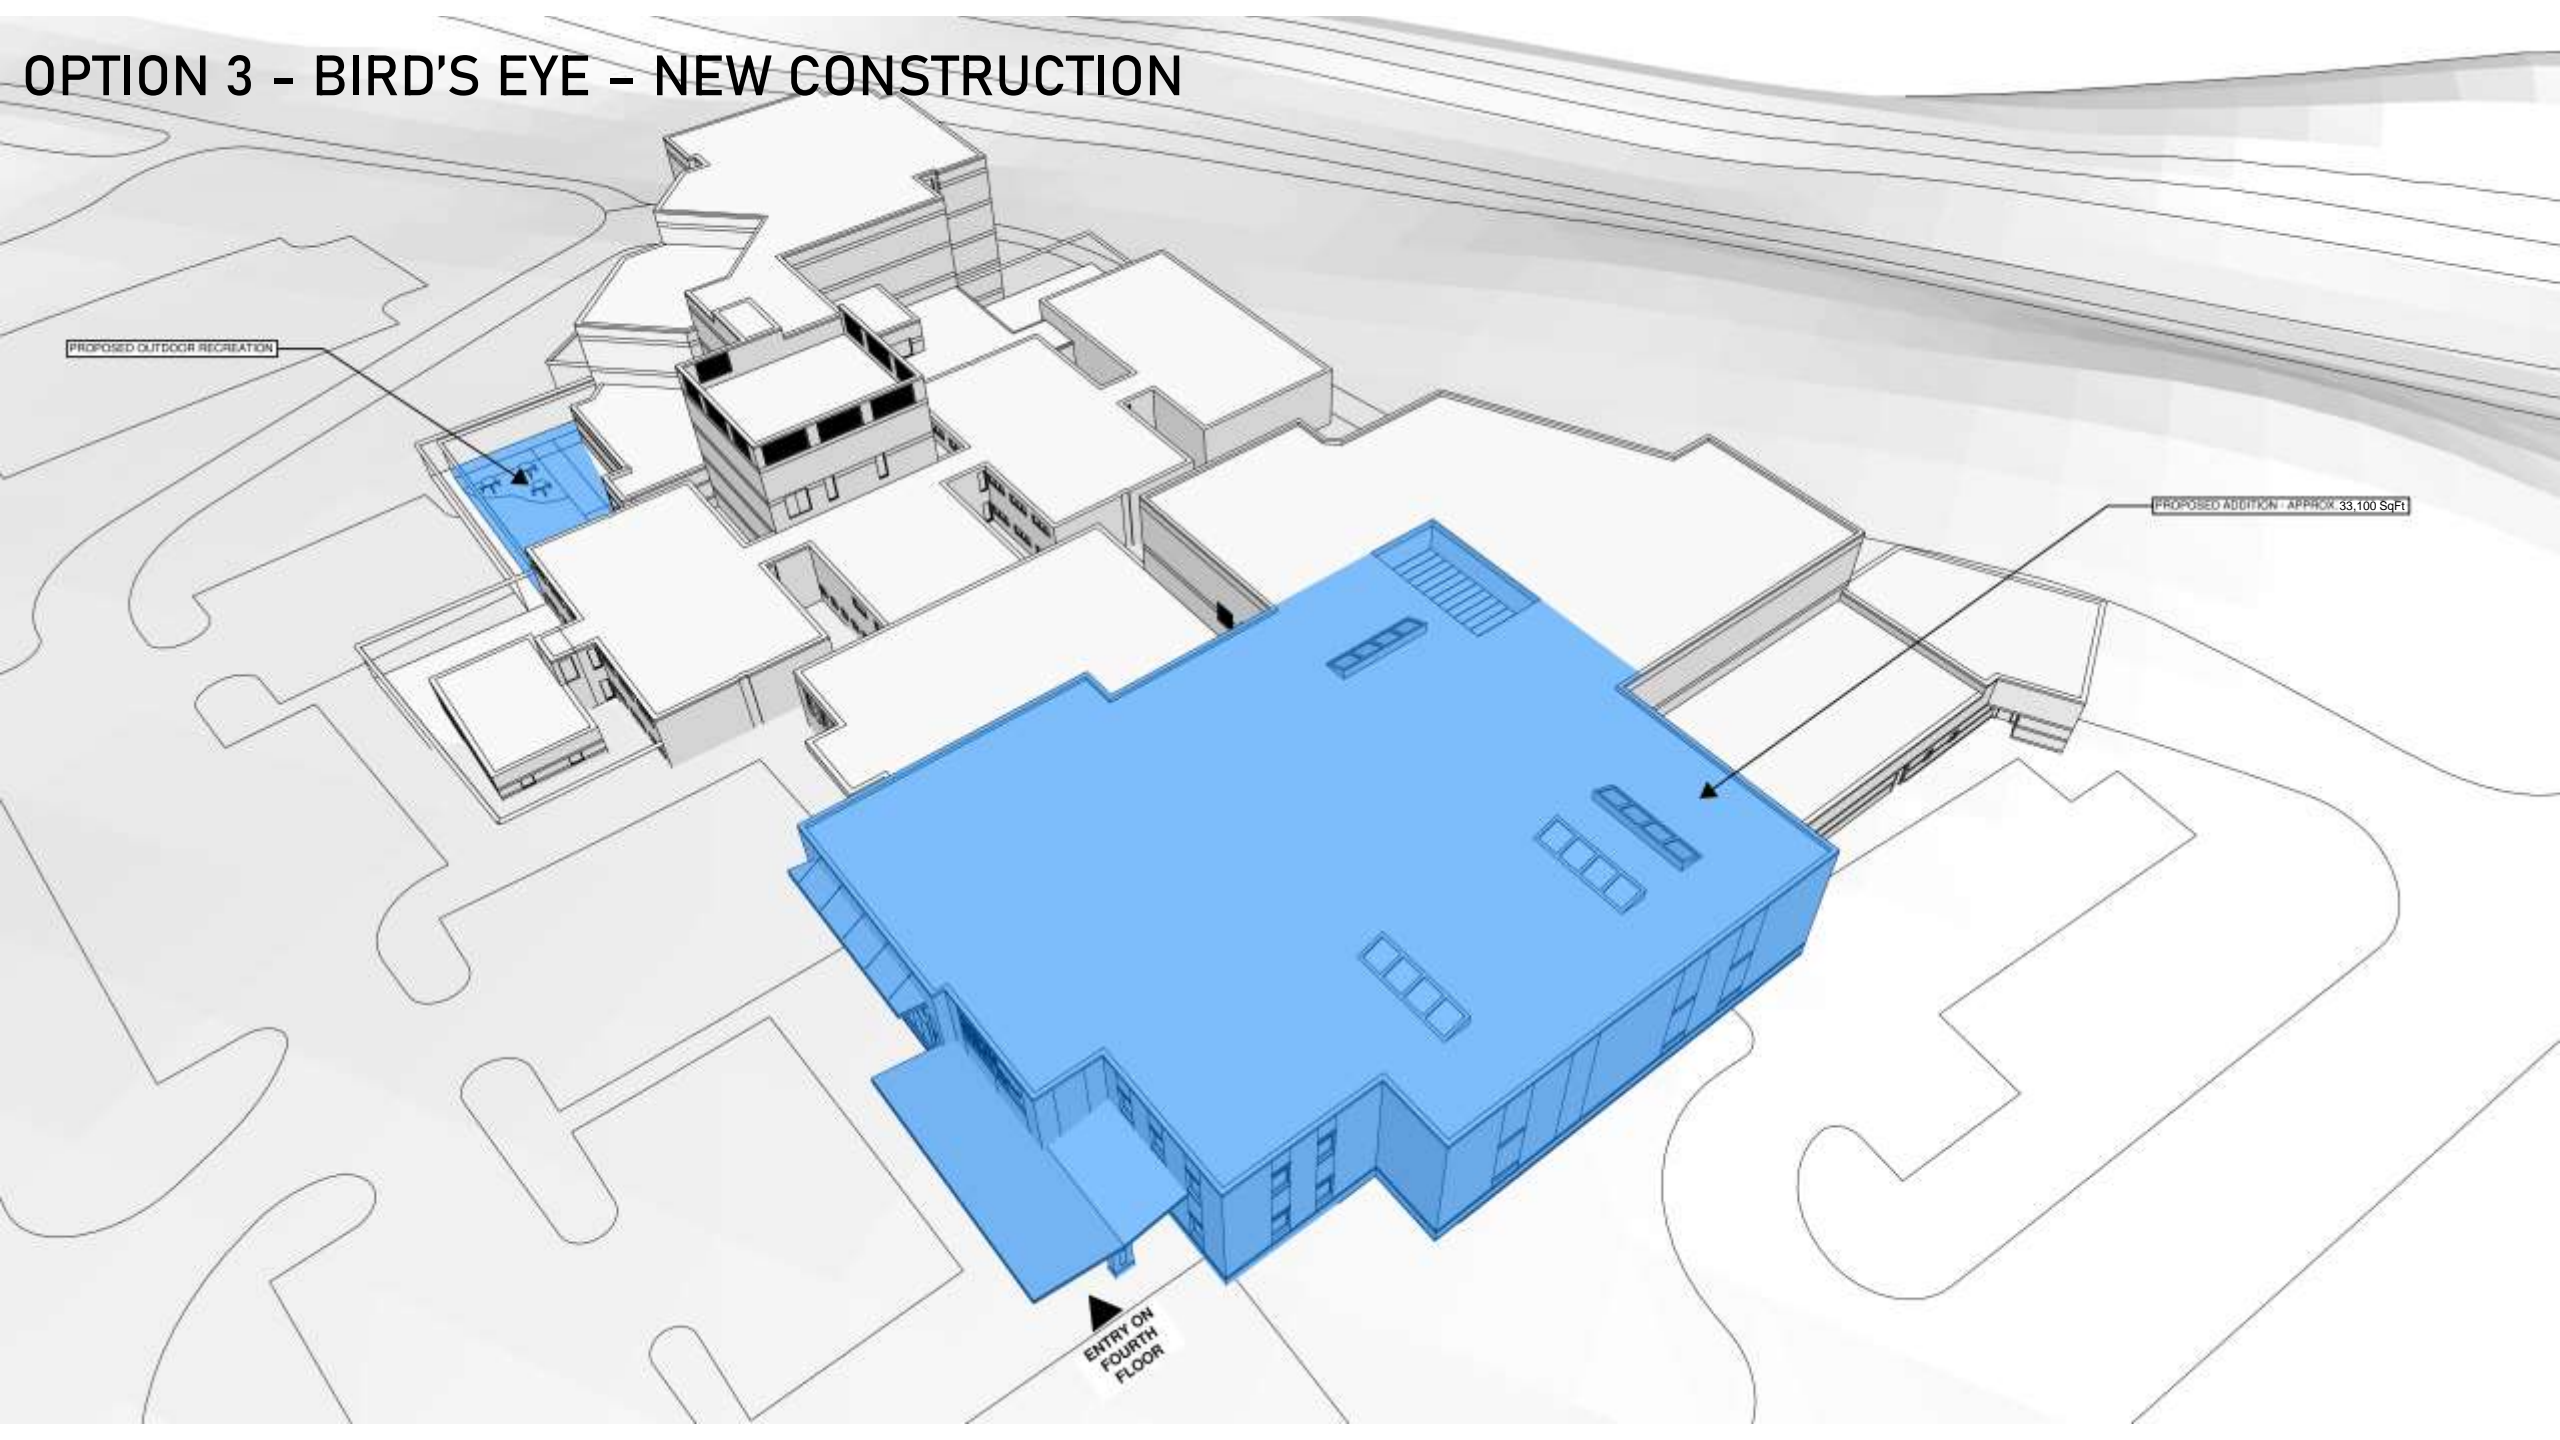 OPTION 3 - BIRD'S EYE – NEW CONSTRUCTION
PROPOSED OUTDOOR RECREATION
PROPOSED ADDITION - APPROX. 33,100 SqFt
ENTRY ON
FOURTH
FLOOR